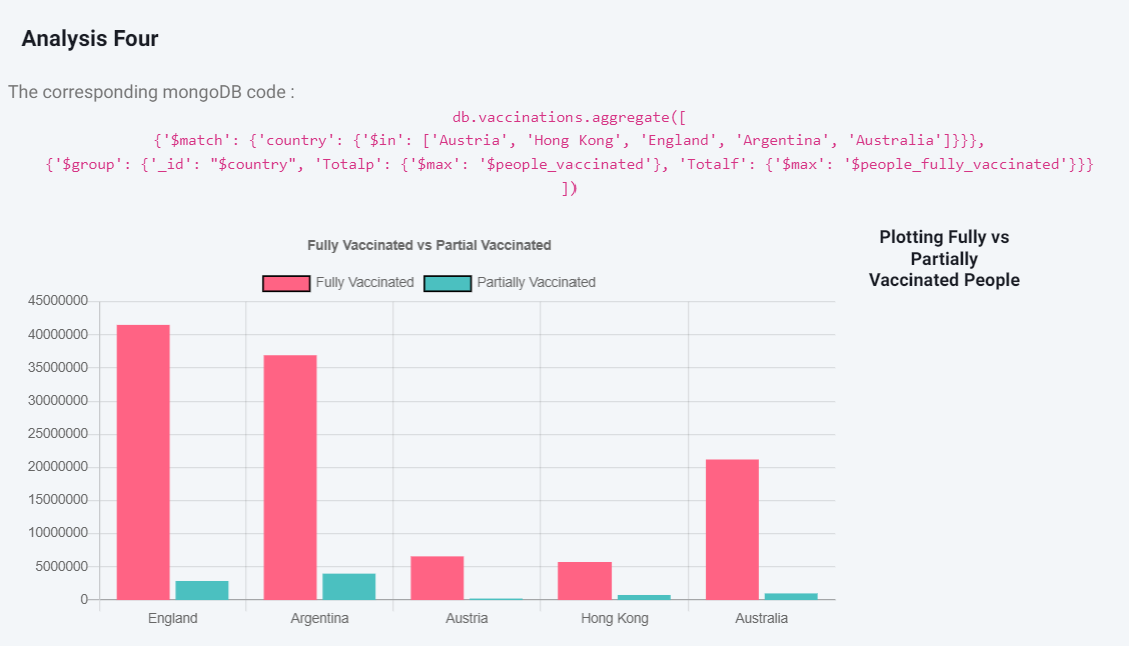 Analysis Four
The corresponding mongoDB code :
db.vaccinations.aggregate([
{'$match': {'country': {'$in': ['Austria', 'Hong Kong', 'England', 'Argentina', 'Australia']}}},
{'$group': {'_id': "$country", 'Totalp': {'$max': '$people_vaccinated'}, 'Totalf': {'$max': '$people_fully_vaccinated'}}}
])
Fully Vaccinated vs Partial Vaccinated
Fully Vaccinated Partially Vaccinated
45000000
40000000
35000000
30000000
25000000
20000000
15000000
10000000
5000000
0
England Argentina Austria Hong Kong Australia
Plotting Fully vs
Partially
Vaccinated People